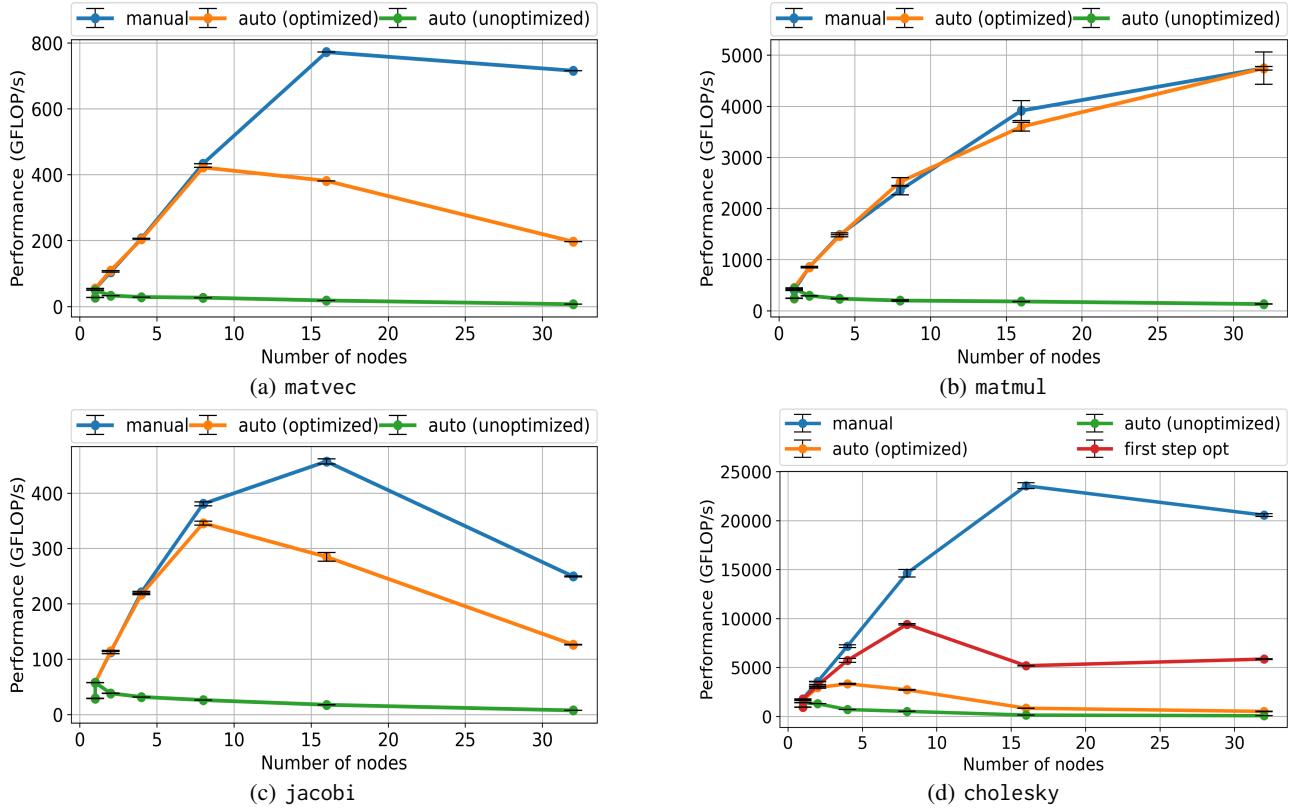 manual auto (optimized) auto (unoptimized)
800
600
400
200
0
Performance (GFLOP/s)
0 5 10 15 20 25 30
Number of nodes
(a) matvec
manual auto (optimized) auto (unoptimized)
5000
4000
3000
2000
1000
0
Performance (GFLOP/s)
0 5 10 15 20 25 30
Number of nodes
(b) matmul
manual auto (optimized) auto (unoptimized)
400
300
200
100
0
Performance (GFLOP/s)
0 5 10 15 20 25 30
Number of nodes
(c) jacobi
manual auto (unoptimized)
auto (optimized) first step opt
25000
20000
15000
10000
5000
0
Performance (GFLOP/s)
0 5 10 15 20 25 30
Number of nodes
(d) cholesky